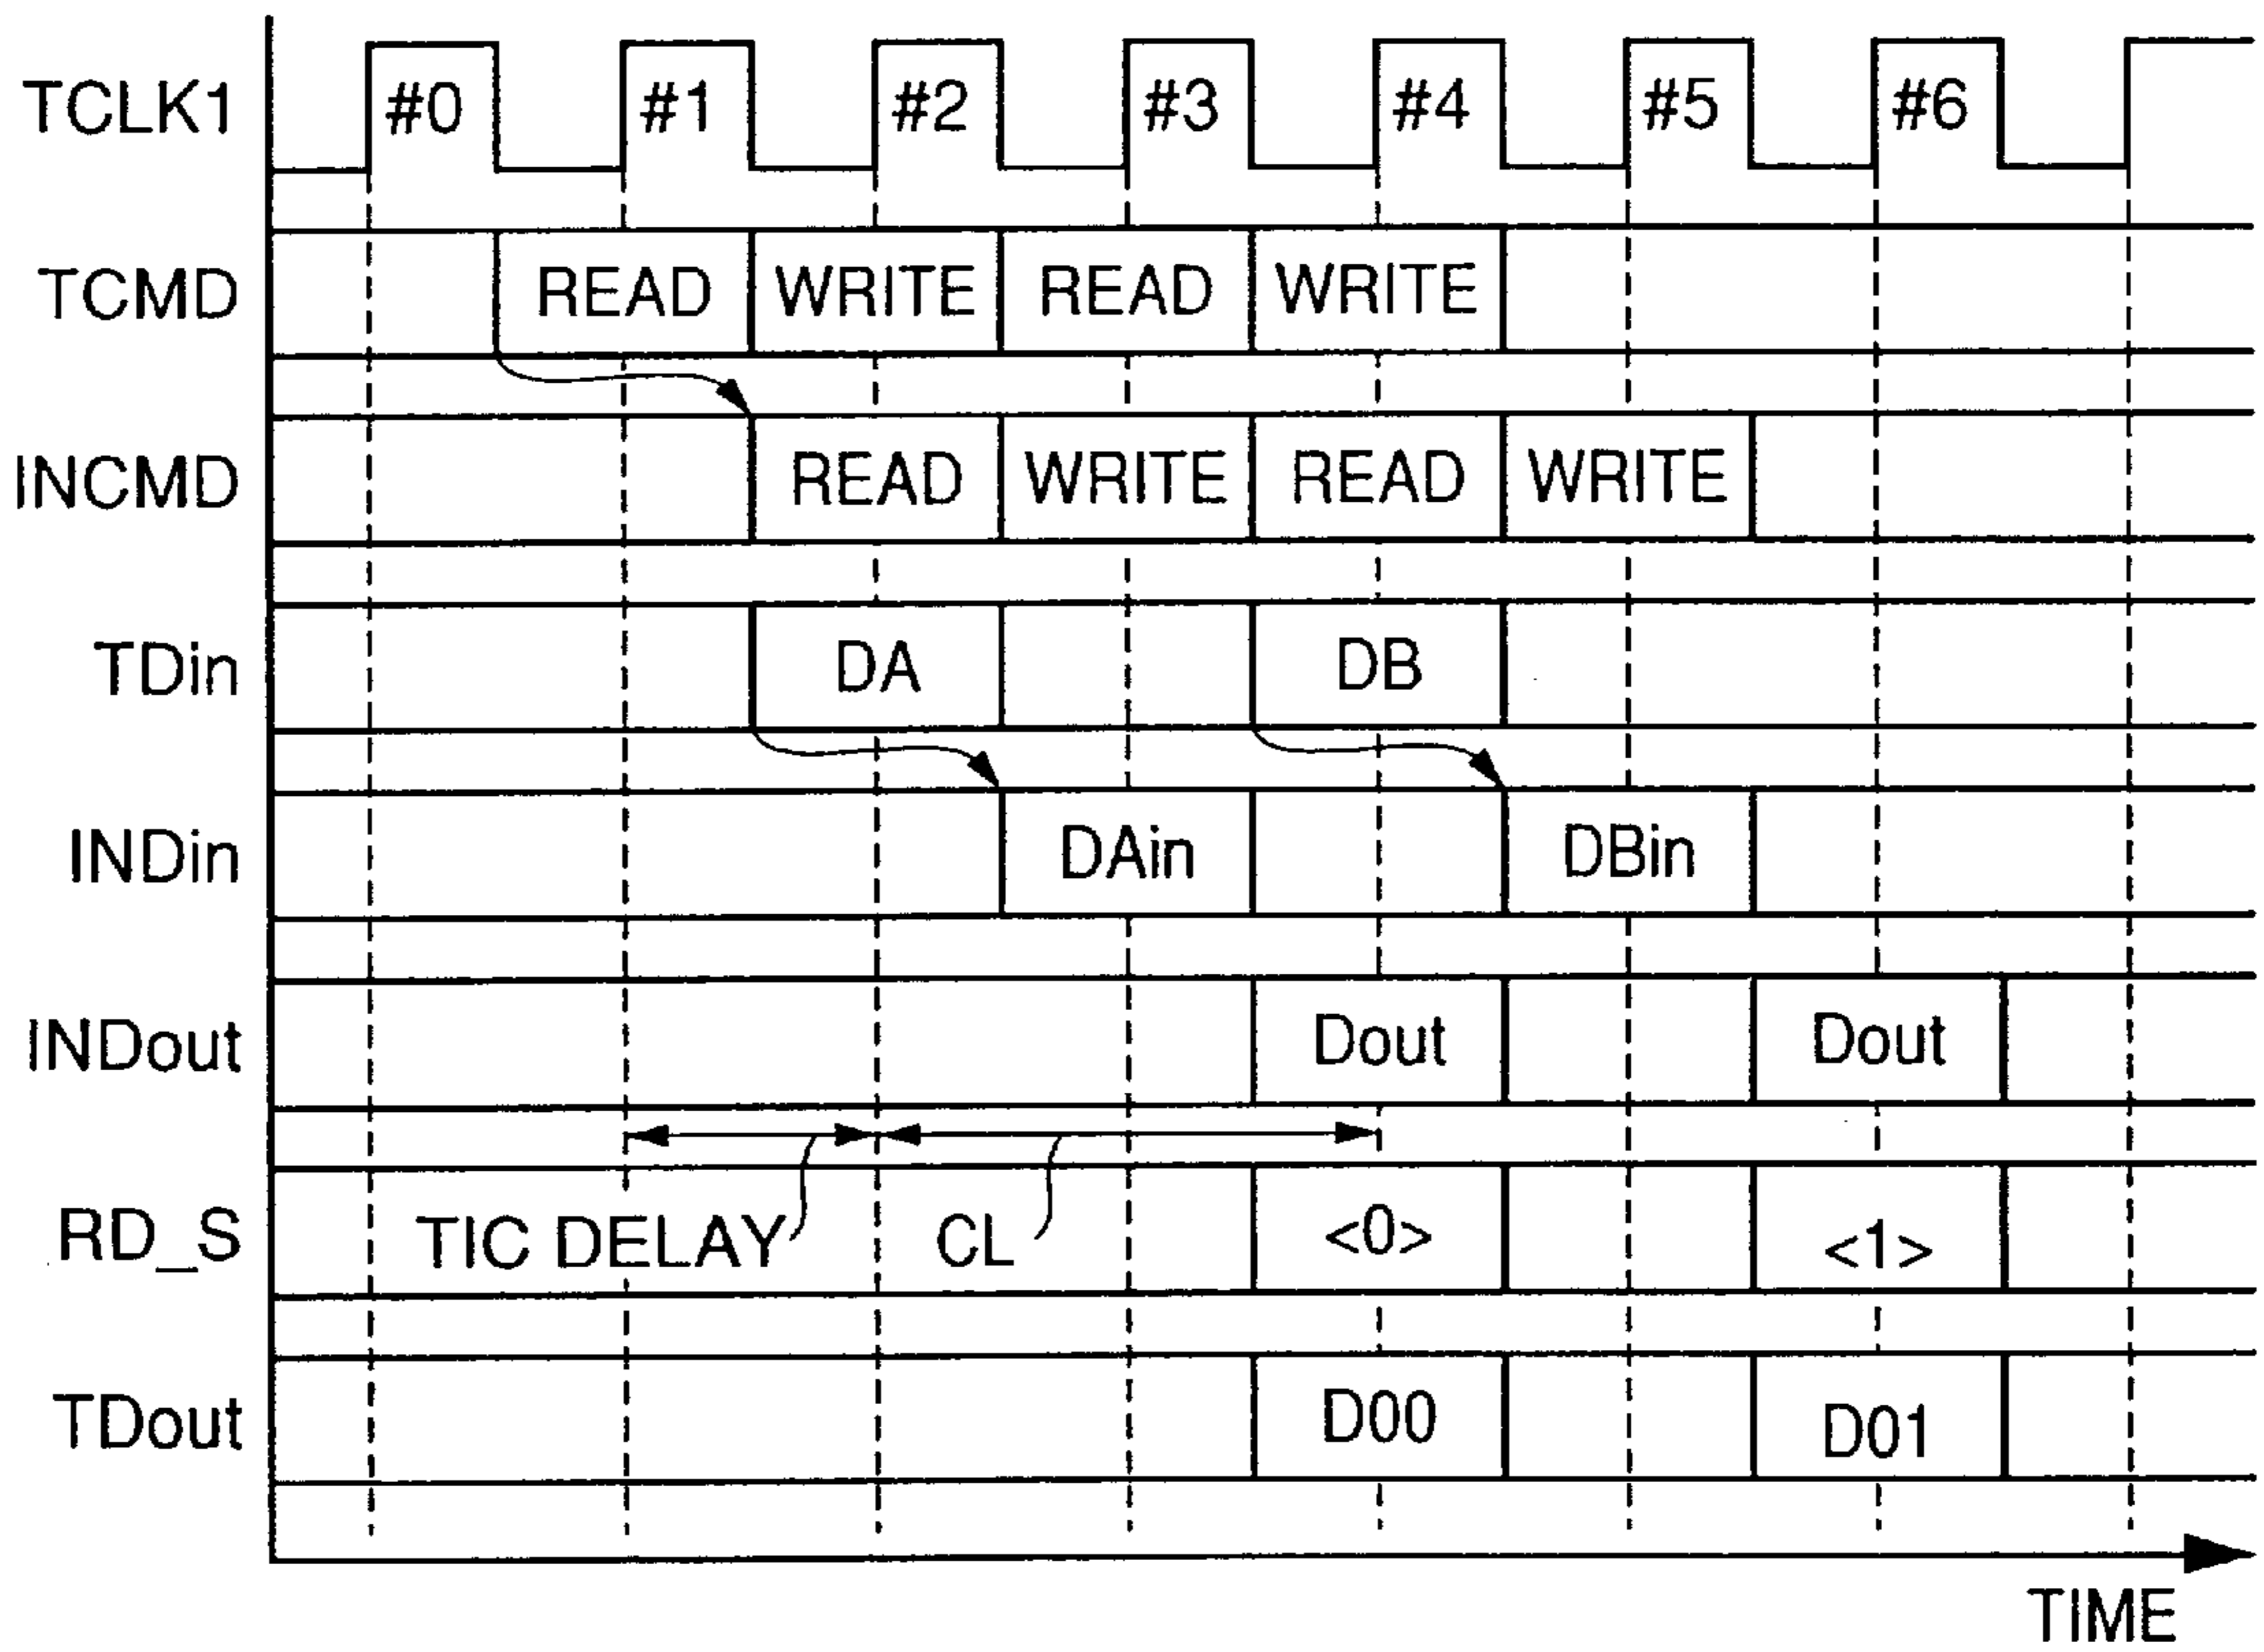 TCLK1 #0 #1 #2 #3 #4 #5 #6
TCMD READ WRITE READ WRITE
INCMD READ WRITE READ WRITE
TDin DA DB
INDin DAin DBin
INDout Dout Dout
RD_S TIC DELAY CL <0> <1>
TDout D00 D01
TIME